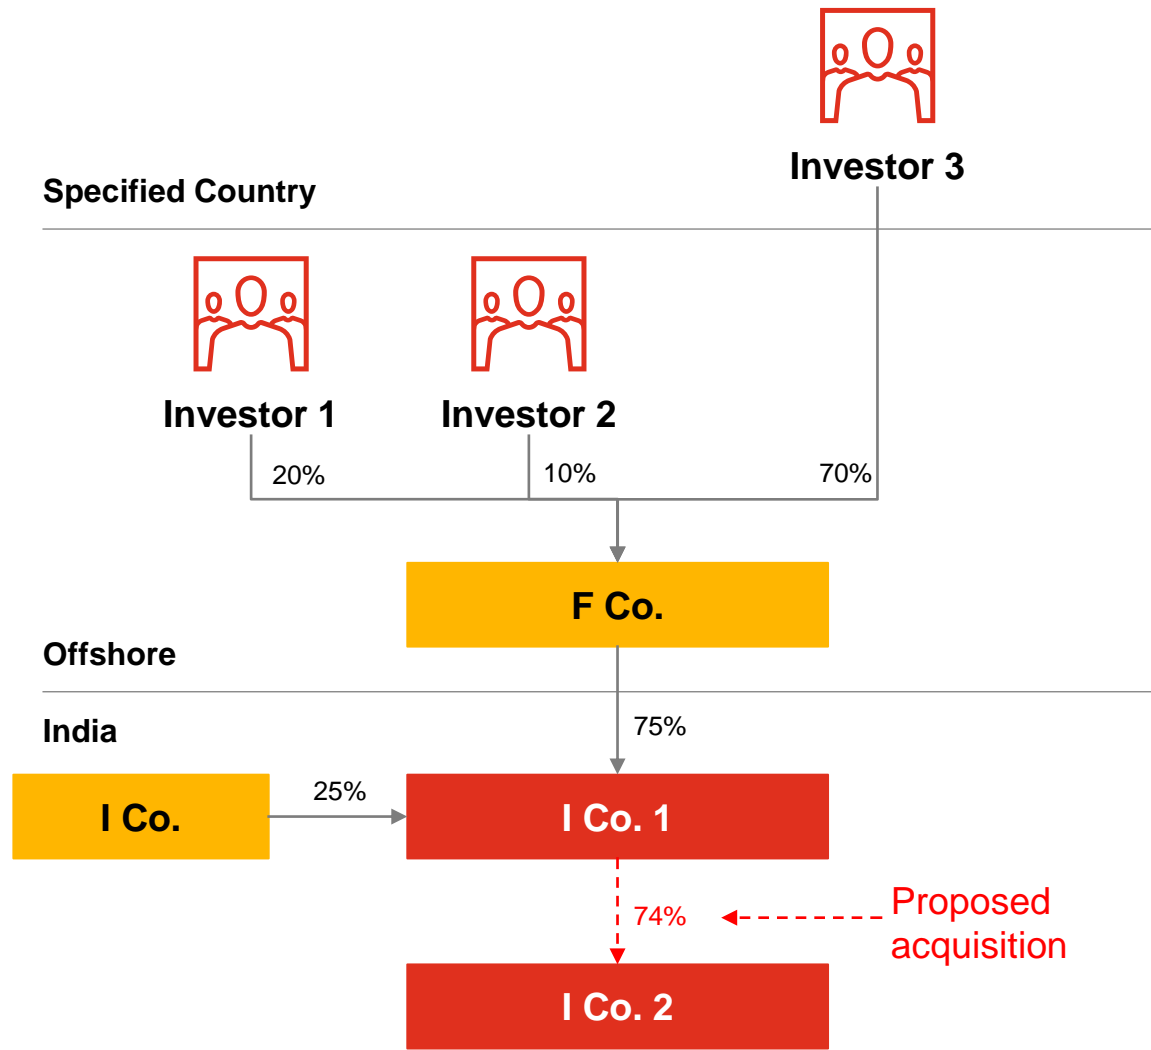 Investor 3
Specified Country
Investor 1
Investor 2
20%
10%
70%
F Co.
Offshore
75%
India
25%
I Co.
I Co. 1
74%
Proposed
acquisition
I Co. 2